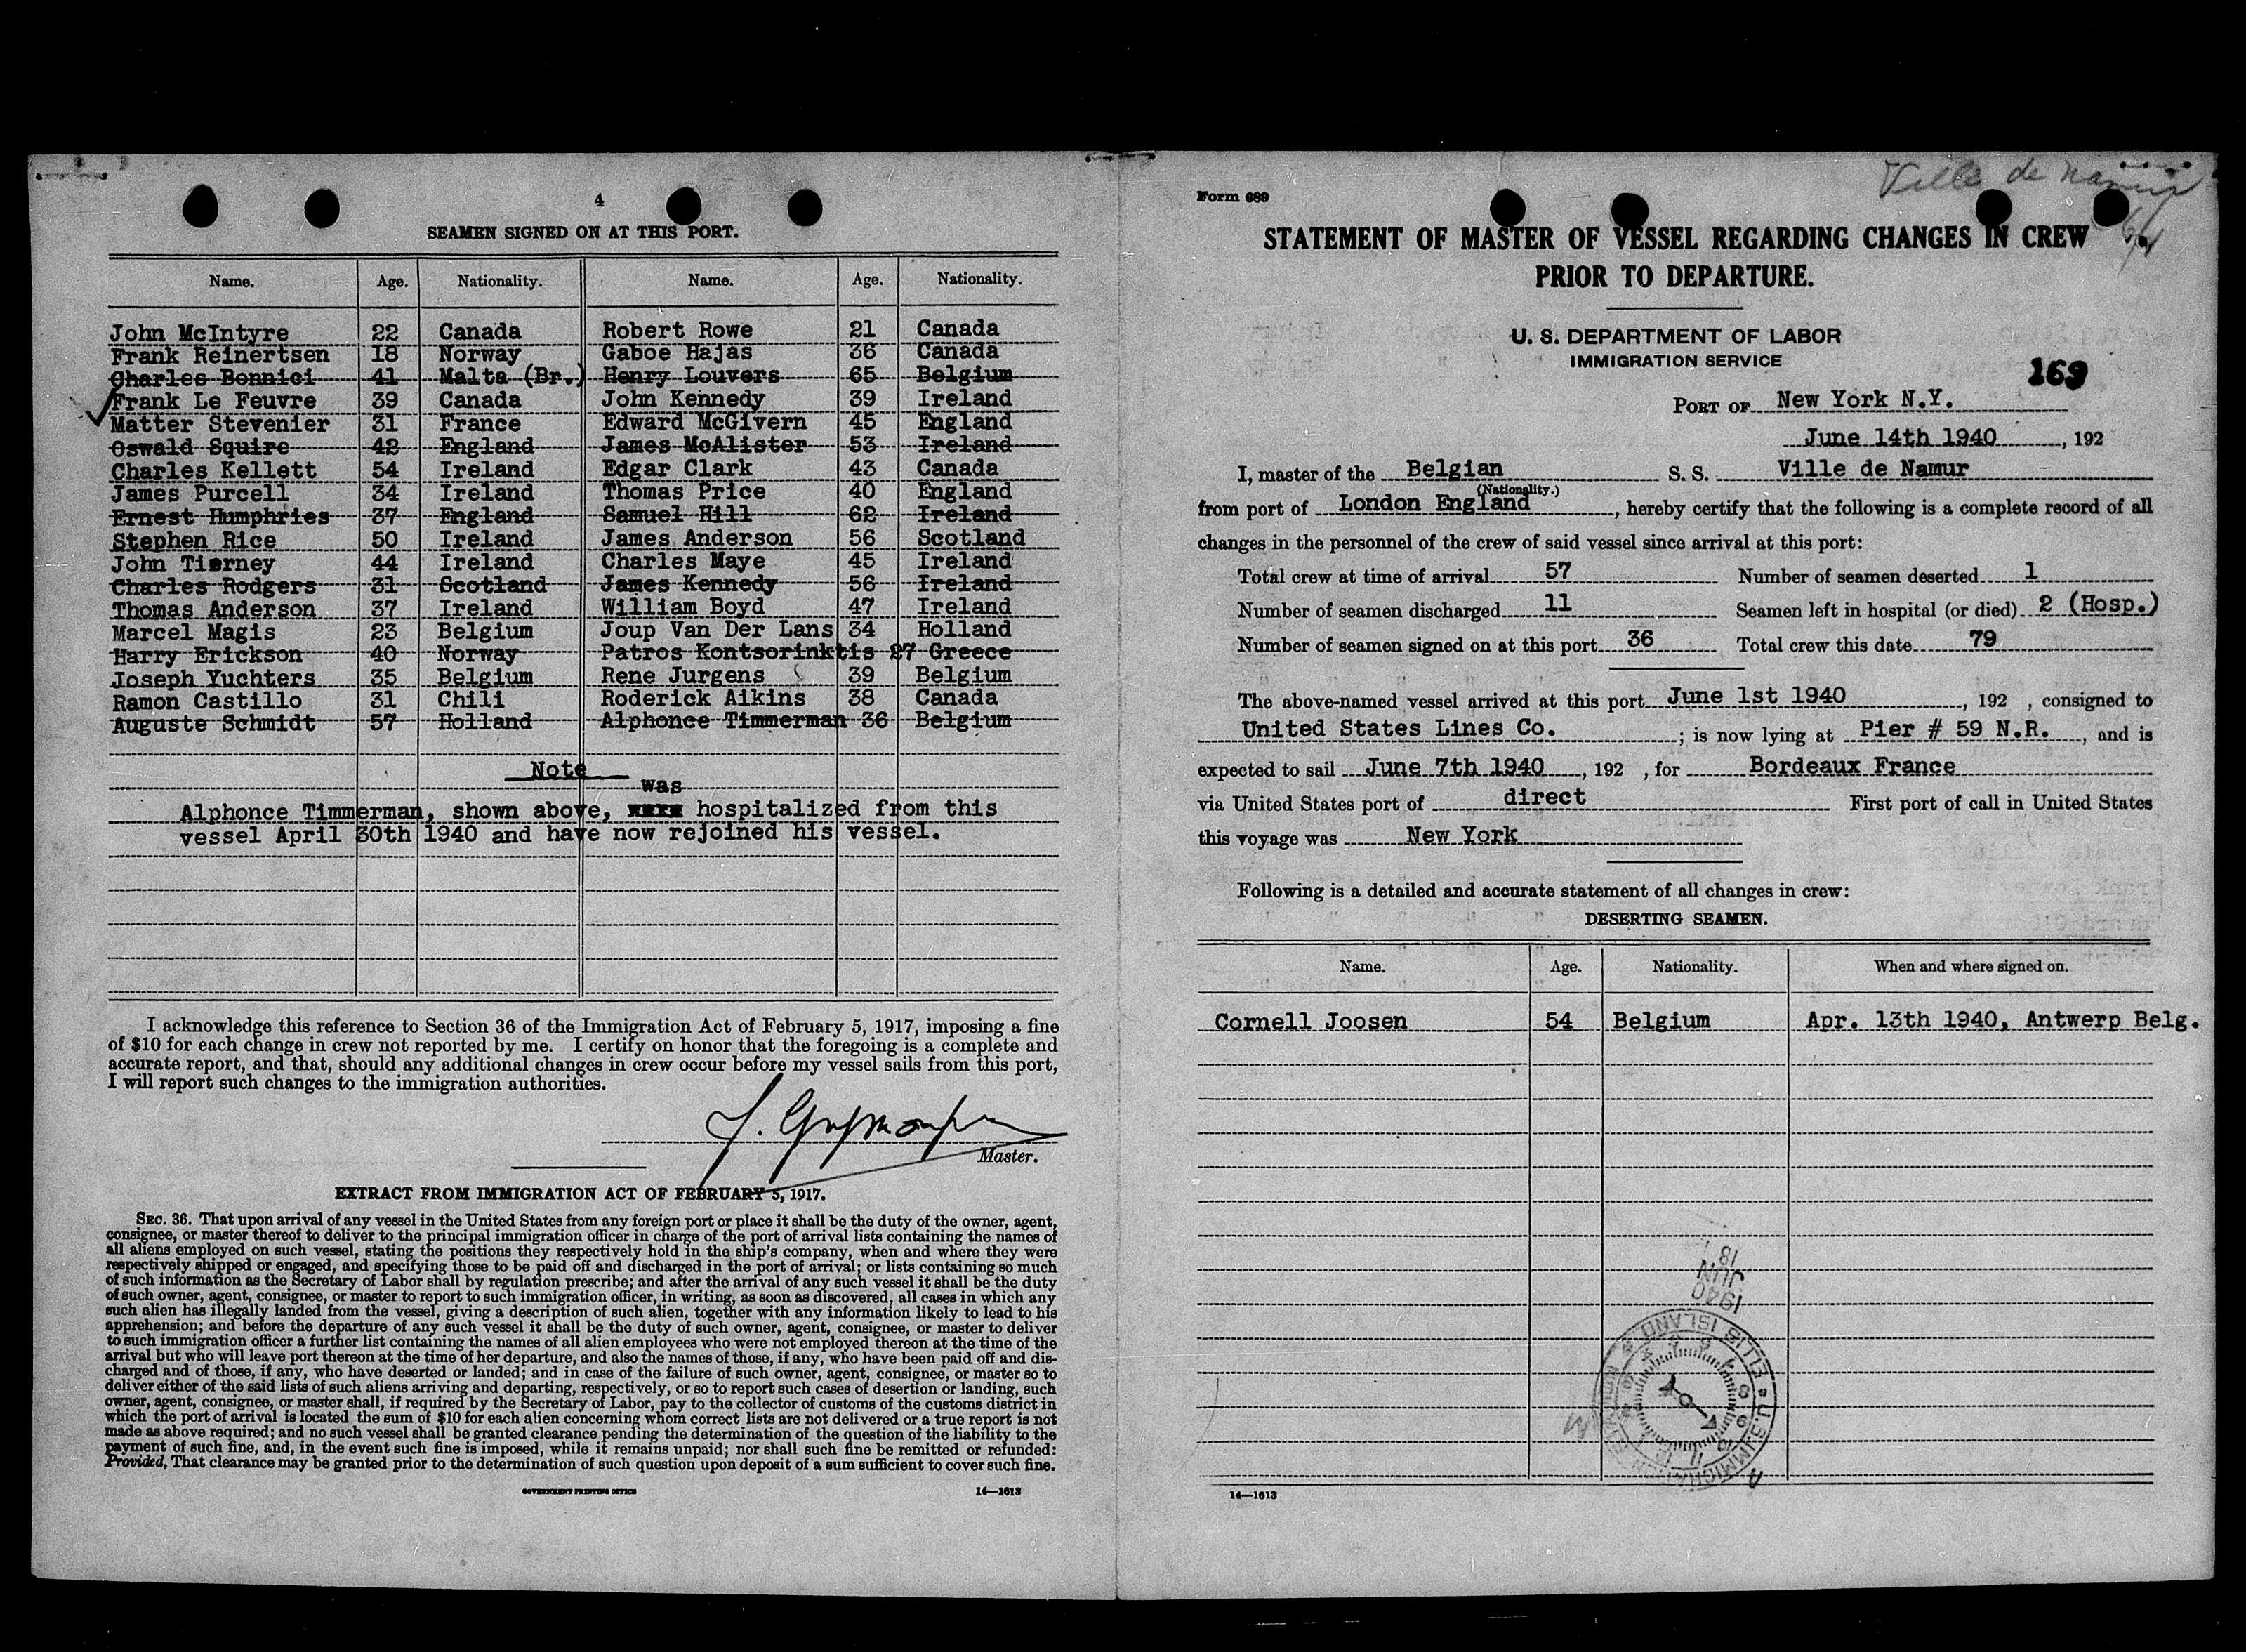 4
SEAMEN SIGNED ON AT THIS PORT.
Name. Age. Nationality. Name. Age. Nationality.
John McIntyre 22 Canada Robert Rowe 21 Canada
Frank Reinertsen 18 Norway Gaboe Hajas 36 Canada
Charles Bonnici 41 Malta (Br.) Henry Louvers 65 Belgium
Frank Le Feuvre 39 Canada John Kennedy 39 Ireland
Matter Stevenier 31 France Edward McGivern 45 England
Oswald Squire 42 England James McAlister 53 Ireland
Charles Kellett 54 Ireland Edgar Clark 43 Canada
James Purcell 34 Ireland Thomas Price 40 England
Ernest Humphries 37 England Samuel Hill 62 Ireland
Stephen Rice 50 Ireland James Anderson 56 Scotland
John Tierney 44 Ireland Charles Maye 45 Ireland
Charles Rodgers 31 Scotland James Kennedy 56 Ireland
Thomas Anderson 37 Ireland William Boyd 47 Ireland
Marcel Magis 23 Belgium Joup Van Der Lans 34 Holland
Harry Erickson 40 Norway Patros Kontsorinktis 27 Greece
Joseph Yuchters 35 Belgium Rene Jurgens 39 Belgium
Ramon Castillo 31 Chili Roderick Aikins 38 Canada
Auguste Schmidt 57 Holland Alphonce Timmerman 36 Belgium
Note
was
Alphonce Timmerman, shown above, hospitalized from this
vessel April 30th 1940 and have now rejoined his vessel.
I acknowledge this reference to Section 36 of the Immigration Act of February 5, 1917, imposing a fine
of $10 for each change in crew not reported by me. I certify on honor that the foregoing is a complete and
accurate report, and that, should any additional changes in crew occur before my vessel sails from this port,
I will report such changes to the immigration authorities.
Master.
EXTRACT FROM IMMIGRATION ACT OF FEBRUARY 5, 1917.
SEC. 36. That upon arrival of any vessel in the United States from any foreign port or place it shall be the duty of the owner, agent,
consignee, or master thereof to deliver to the principal immigration officer in charge of the port of arrival lists containing the names of
all aliens employed on such vessel, stating the positions they respectively hold in the ship's company, when and where they were
respectively shipped or engaged, and specifying those to be paid off and discharged in the port of arrival; or lists containing so much
of such information as the Secretary of Labor shall by regulation prescribe; and after the arrival of any such vessel it shall be the duty
of such owner, agent, consignee, or master to report to such immigration officer, in writing, as soon as discovered, all cases in which any
such alien has illegally landed from the vessel, giving a description of such alien, together with any information likely to lead to his
apprehension; and before the departure of any such vessel it shall be the duty of such owner, agent, consignee, or master to deliver
to such immigration officer a further list containing the names of all alien employees who were not employed thereon at the time of the
arrival but who will leave port thereon at the time of her departure, and also the names of those, if any, who have been paid off and dis-
charged and of those, if any, who have deserted or landed; and in case of the failure of such owner, agent, consignee, or master so to
deliver either of the said lists of such aliens arriving and departing, respectively, or so to report such cases of desertion or landing, such
owner, agent, consignee, or master shall, if required by the Secretary of Labor, pay to the collector of customs of the customs district in
which the port of arrival is located the sum of $10 for each alien concerning whom correct lists are not delivered or a true report is not
made as above required; and no such vessel shall be granted clearance pending the determination of the question of the liability to the
payment of such fine, and, in the event such fine is imposed, while it remains unpaid; nor shall such fine be remitted or refunded:
Provided, That clearance may be granted prior to the determination of such question upon deposit of a sum sufficient to cover such fine.
GOVERNMENT PRINTING OFFICE 14—1613
Ville de Namur
Form 689
STATEMENT OF MASTER OF VESSEL REGARDING CHANGES IN CREW
PRIOR TO DEPARTURE.
U. S. DEPARTMENT OF LABOR
IMMIGRATION SERVICE
169
PORT OF New York N.Y.
June 14th 1940, 192
I, master of the Belgian S. S. Ville de Namur
(Nationality.)
from port of London England, hereby certify that the following is a complete record of all
changes in the personnel of the crew of said vessel since arrival at this port:
Total crew at time of arrival 57 Number of seamen deserted 1
Number of seamen discharged 11 Seamen left in hospital (or died) 2 (Hosp.)
Number of seamen signed on at this port 36 Total crew this date 79
The above-named vessel arrived at this port June 1st 1940, 192 , consigned to
United States Lines Co. ; is now lying at Pier # 59 N.R. , and is
expected to sail June 7th 1940, 192 , for Bordeaux France
via United States port of direct First port of call in United States
this voyage was New York
Following is a detailed and accurate statement of all changes in crew:
DESERTING SEAMEN.
Name. Age. Nationality. When and where signed on.
Cornell Joosen 54 Belgium Apr. 13th 1940, Antwerp Belg.
1940
JUN
18
ELLIS ISLAND
U.S. IMMIGRATION
14—1613